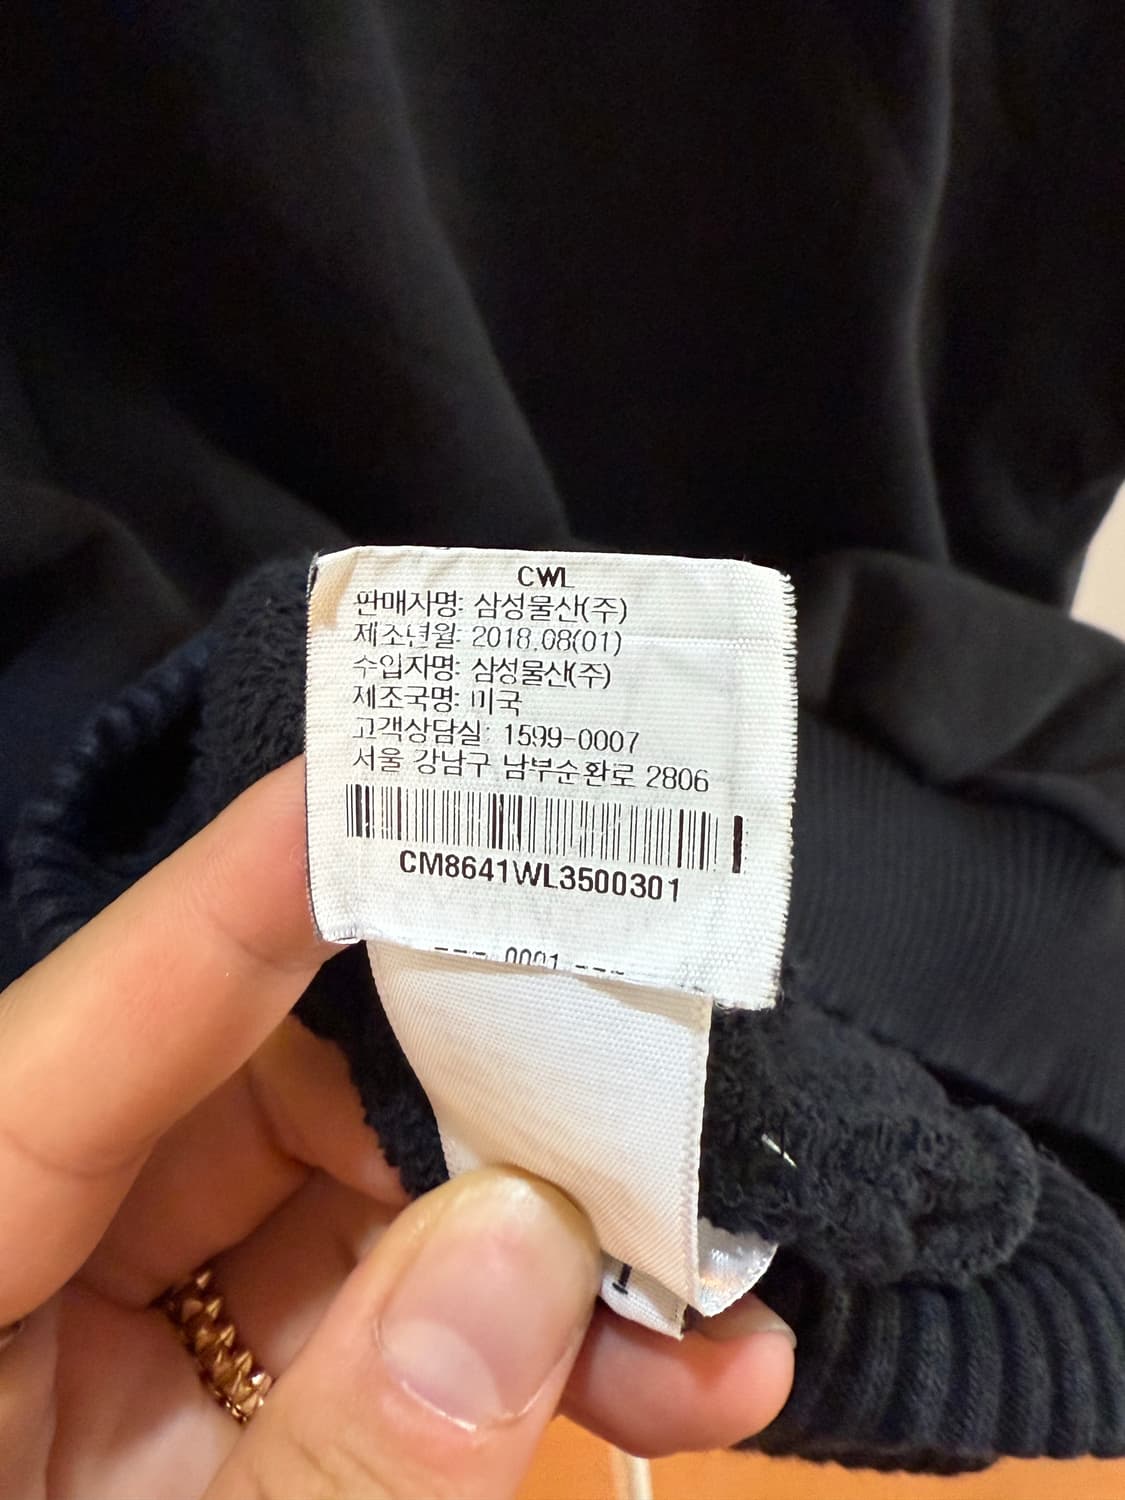 CWL
판매자명: 삼성물산(주)
제조년월: 2018.08(01)
수입자명: 삼성물산(주)
제조국명: 미국
고객상담실: 1599-0007
서울 강남구 남부순환로 2806
CM8641WL3500301
--- 0001 ---